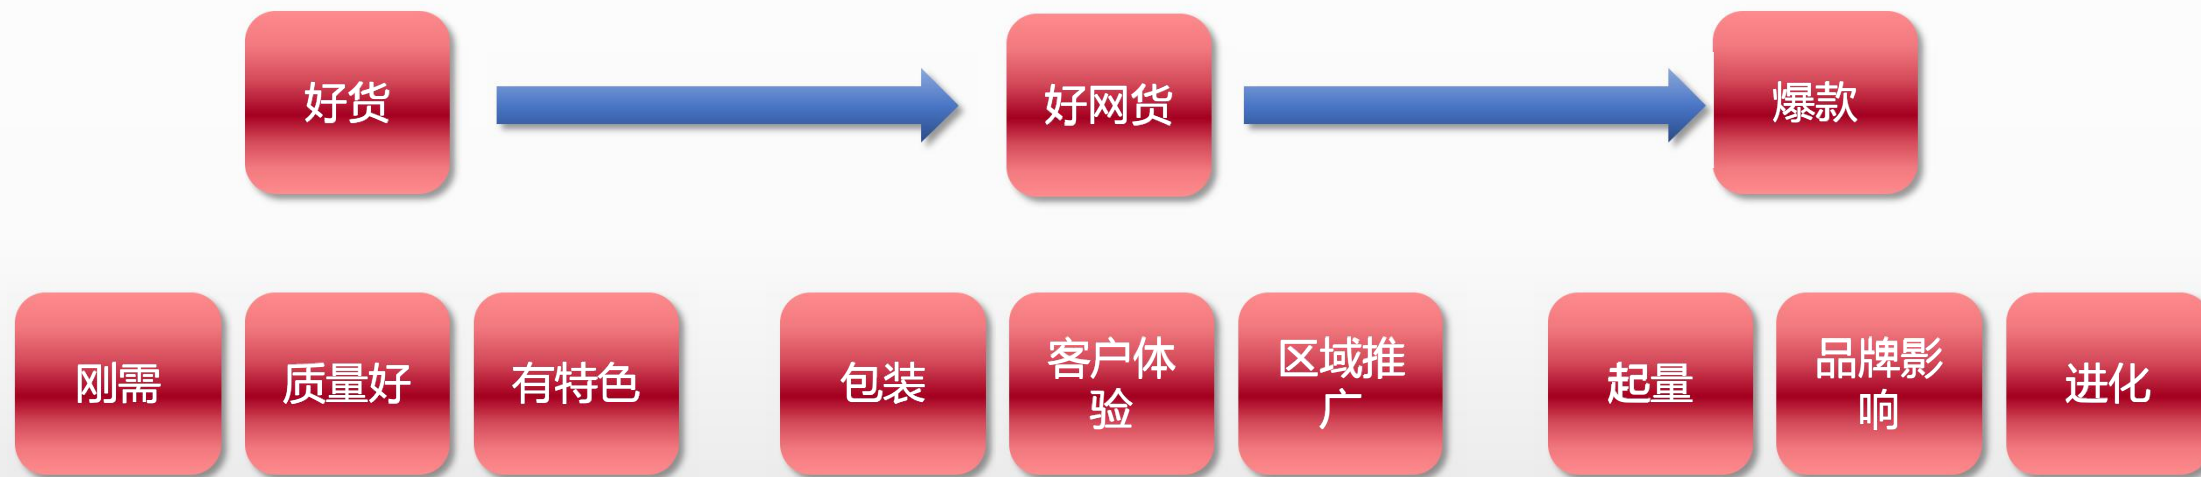 好货
好网货
爆款
刚需
质量好
有特色
包装
客户体
验
区域推
广
起量
品牌影
响
进化